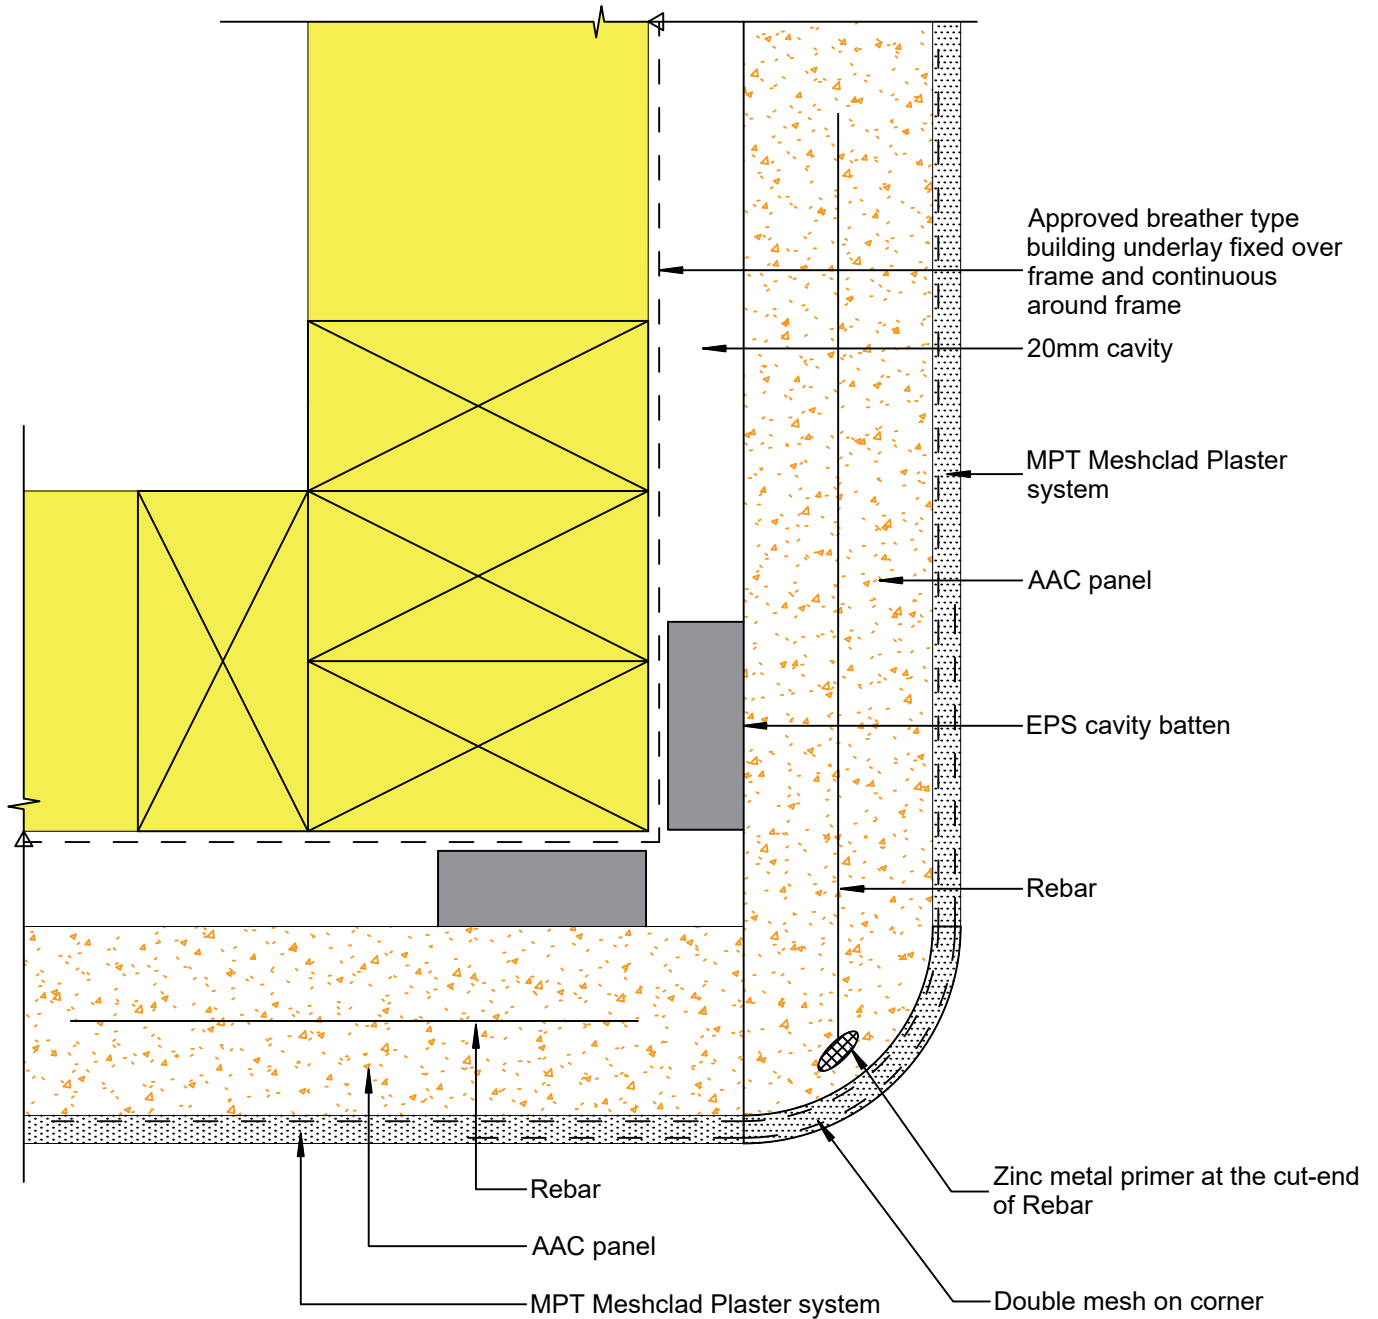 Approved breather type
building underlay fixed over
frame and continuous
around frame
20mm cavity
MPT Meshclad Plaster
system
AAC panel
EPS cavity batten
Rebar
Zinc metal primer at the cut-end
of Rebar
Rebar
AAC panel
MPT Meshclad Plaster system
Double mesh on corner